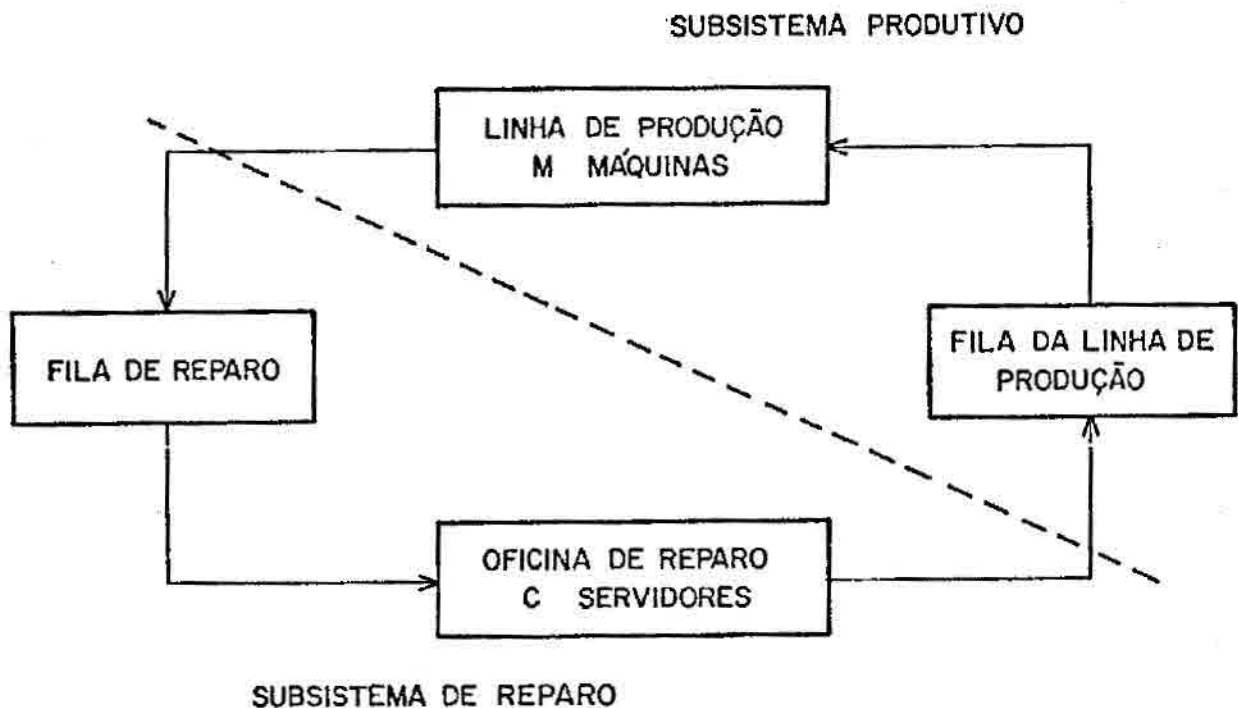 SUBSISTEMA PRODUTIVO
LINHA DE PRODUÇÃO
M MÁQUINAS
FILA DE REPARO
FILA DA LINHA DE
PRODUÇÃO
OFICINA DE REPARO
C SERVIDORES
SUBSISTEMA DE REPARO